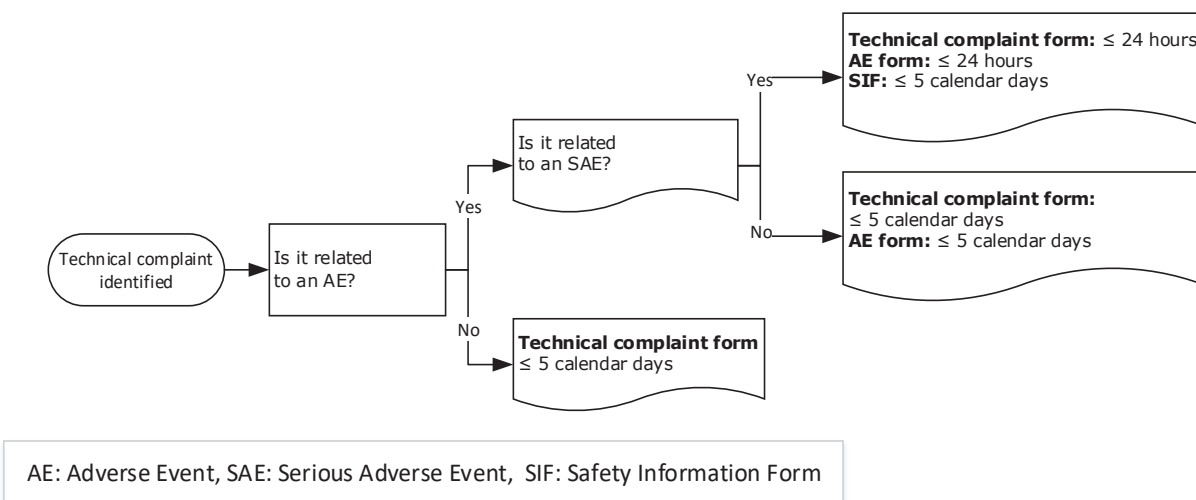 Technical complaint
identified
Is it related
to an AE?
Yes
No
Is it related
to an SAE?
Technical complaint form
≤ 5 calendar days
Yes
No
Technical complaint form: ≤ 24 hours
AE form: ≤ 24 hours
SIF: ≤ 5 calendar days
Technical complaint form:
≤ 5 calendar days
AE form: ≤ 5 calendar days
AE: Adverse Event, SAE: Serious Adverse Event, SIF: Safety Information Form